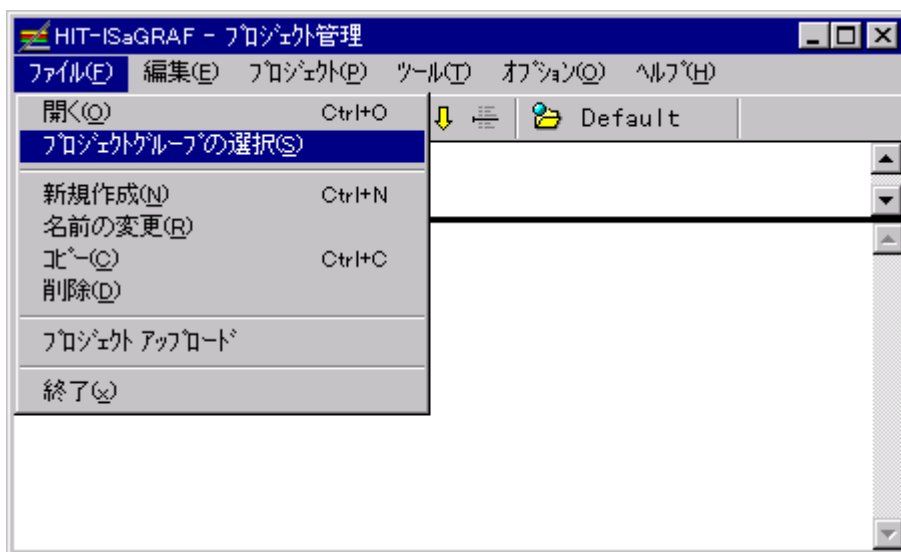 HIT-ISaGRAF - ﾌﾟﾛｼﾞｪｸﾄ管理
ﾌｧｲﾙ(F) 編集(E) ﾌﾟﾛｼﾞｪｸﾄ(P) ﾂｰﾙ(T) ｵﾌﾟｼｮﾝ(O) ﾍﾙﾌﾟ(H)
開く(O) Ctrl+O
Default
ﾌﾟﾛｼﾞｪｸﾄｸﾞﾙｰﾌﾟの選択(S)
新規作成(N) Ctrl+N
名前の変更(R)
ｺﾋﾟｰ(C) Ctrl+C
削除(D)
ﾌﾟﾛｼﾞｪｸﾄ ｱｯﾌﾟﾛｰﾄﾞ
終了(x)